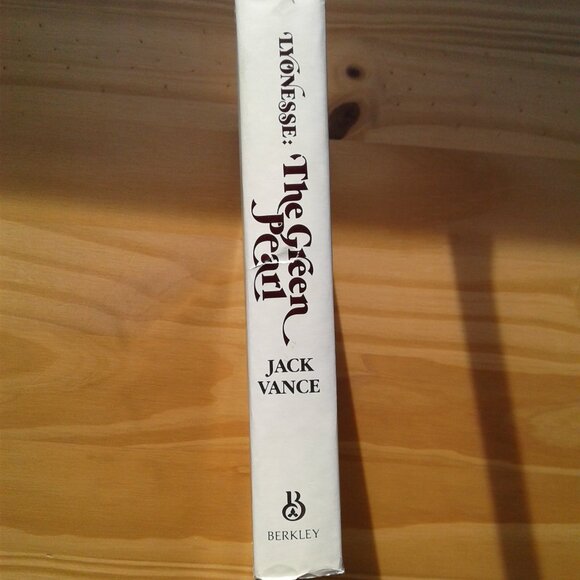 LYONESSE:
The Green
Pearl
JACK
VANCE
B
BERKLEY